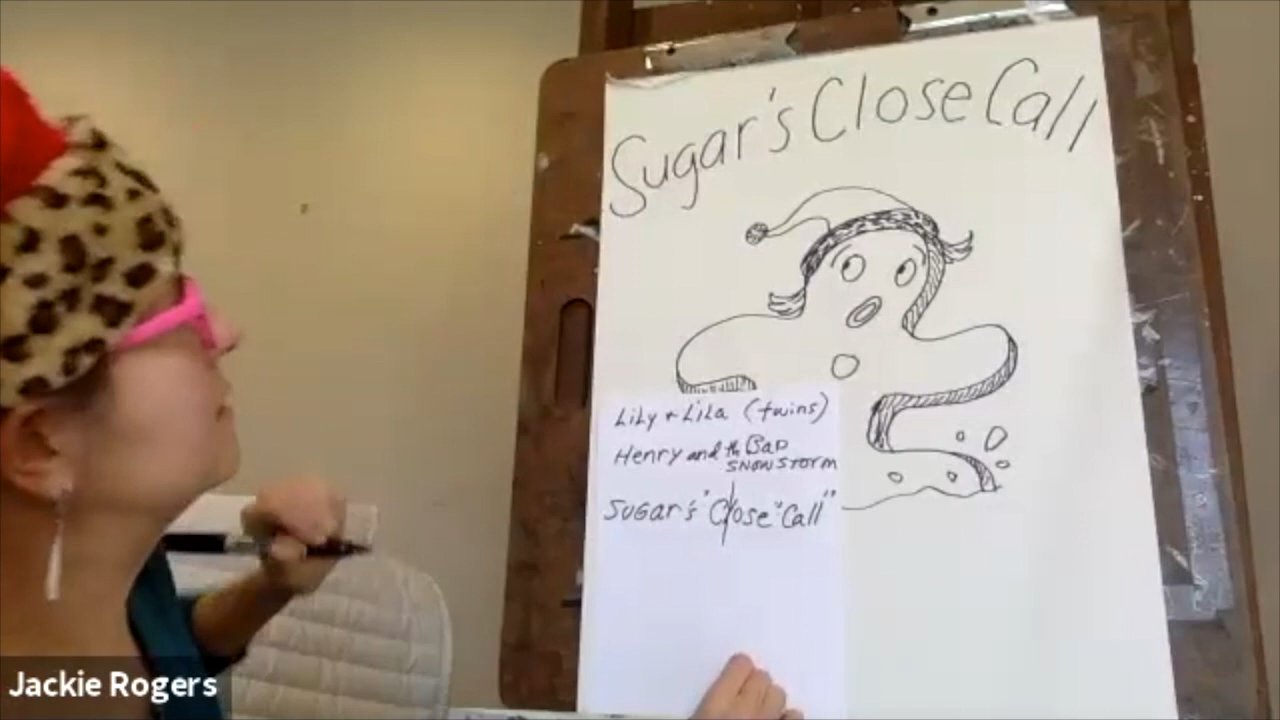 Sugar's Close Call
Lily + Lila (twins)
Henry and the Bad
Snowstorm
Sugar's "Close "Call"
Jackie Rogers